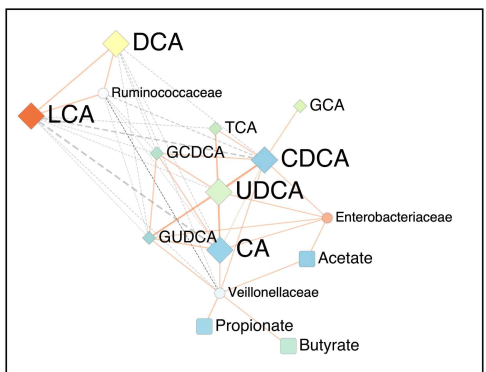 DCA
Ruminococcaceae
LCA
GCA
TCA
GCDCA
CDCA
UDCA
Enterobacteriaceae
GUDCA
CA
Acetate
Veillonellaceae
Propionate
Butyrate